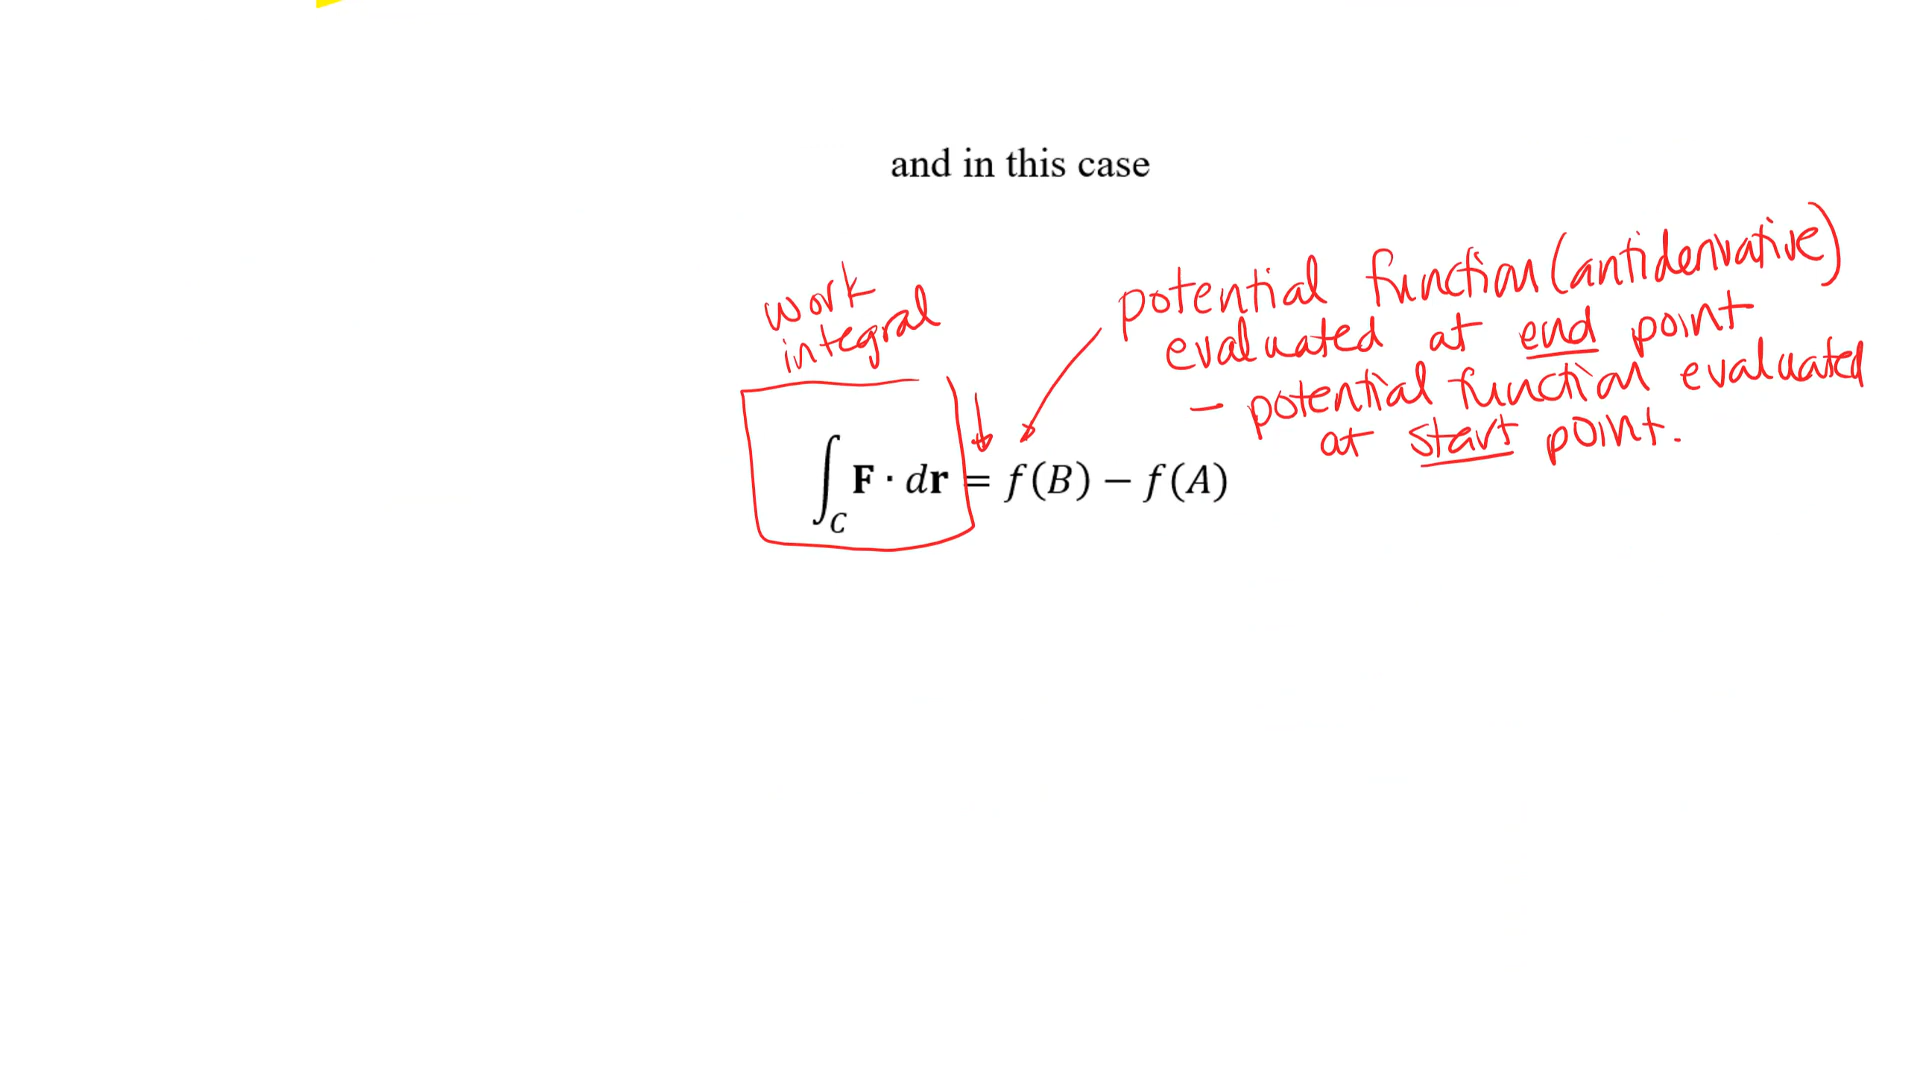 and in this case
work
integral
potential function (antiderivative)
evaluated at end point
- potential function evaluated
at start point.
∫_C F · dr = f(B) – f(A)